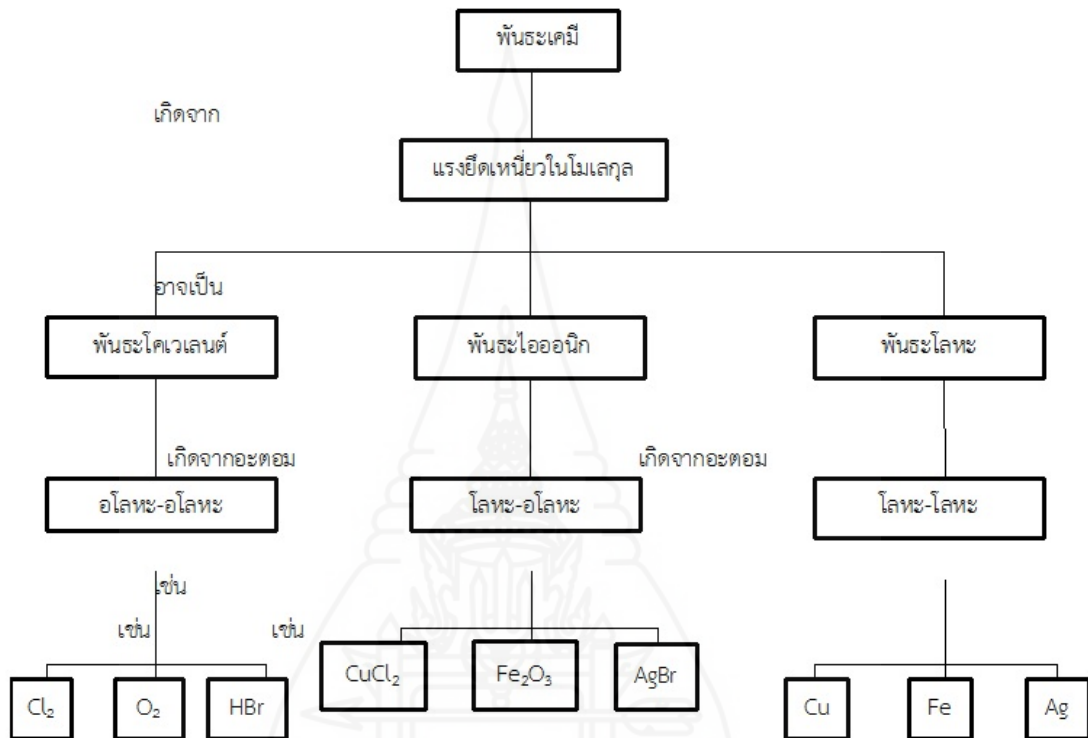 พันธะเคมี
เกิดจาก
แรงยึดเหนี่ยวในโมเลกุล
อาจเป็น
พันธะโคเวเลนต์ พันธะไอออนิก พันธะโลหะ
เกิดจากอะตอม เกิดจากอะตอม
อโลหะ-อโลหะ โลหะ-อโลหะ โลหะ-โลหะ
เช่น
เช่น เช่น
CuCl₂ Fe₂O₃ AgBr
Cl₂ O₂ HBr Cu Fe Ag